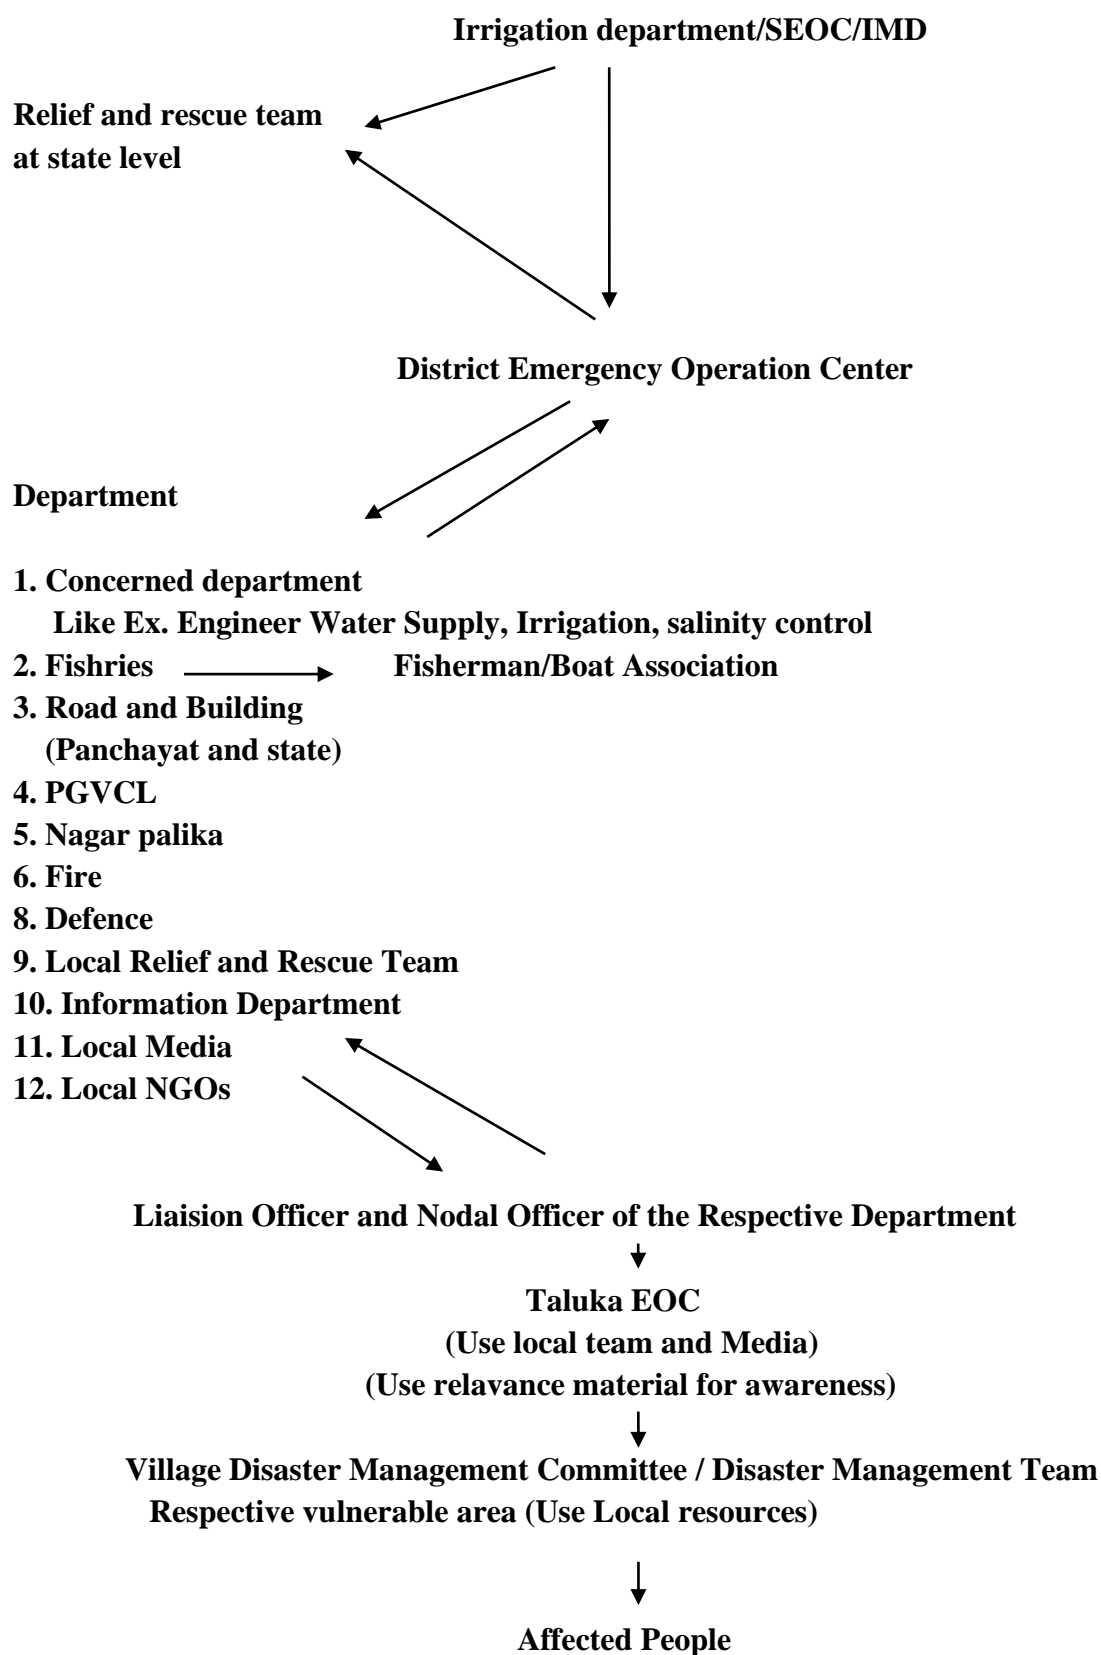 Irrigation department/SEOC/IMD
Relief and rescue team
at state level
District Emergency Operation Center
Department
1. Concerned department
Like Ex. Engineer Water Supply, Irrigation, salinity control
2. Fishries Fisherman/Boat Association
3. Road and Building
(Panchayat and state)
4. PGVCL
5. Nagar palika
6. Fire
8. Defence
9. Local Relief and Rescue Team
10. Information Department
11. Local Media
12. Local NGOs
Liaision Officer and Nodal Officer of the Respective Department
Taluka EOC
(Use local team and Media)
(Use relavance material for awareness)
Village Disaster Management Committee / Disaster Management Team
Respective vulnerable area (Use Local resources)
Affected People